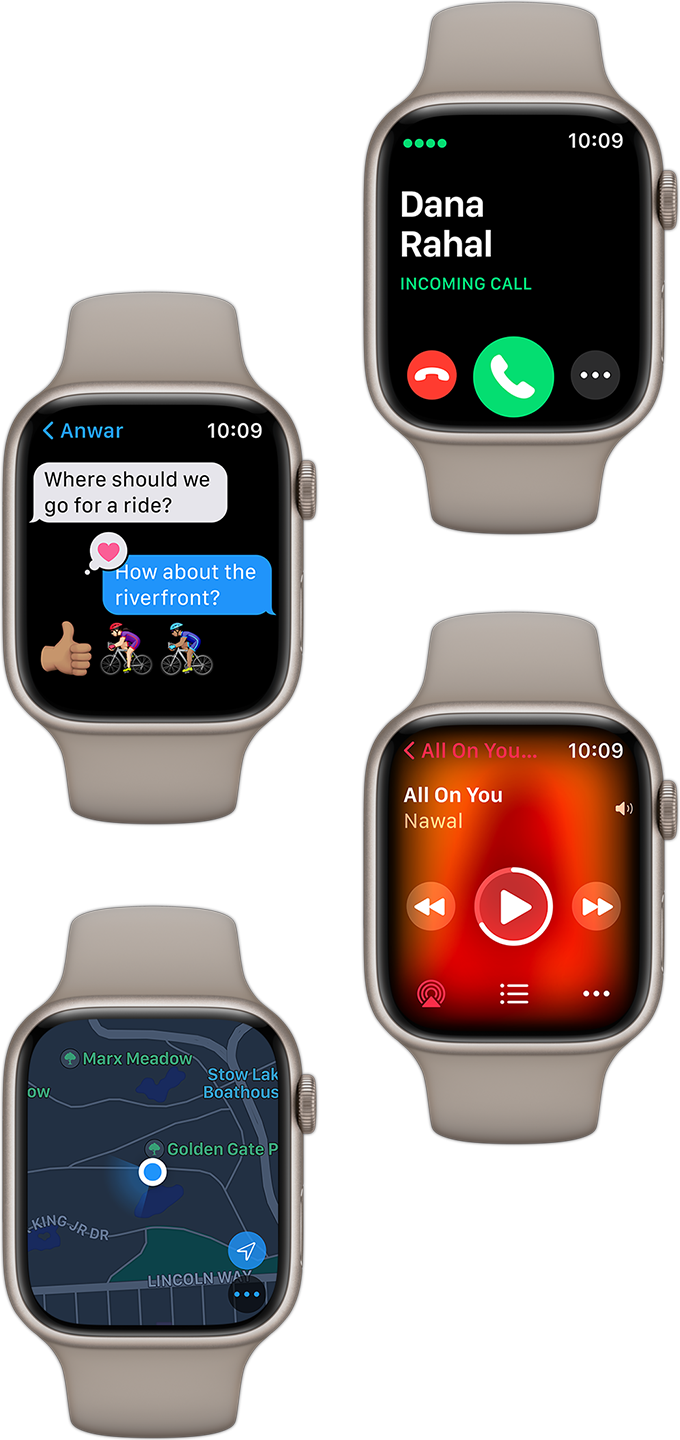 10:09
Dana
Rahal
INCOMING CALL
Anwar
10:09
Where should we
go for a ride?
How about the
riverfront?
All On You...
10:09
All On You
Nawal
Marx Meadow
Stow Lak
Boathous
ow
Golden Gate P
-KING-JR-DR
LINCOLN WAY